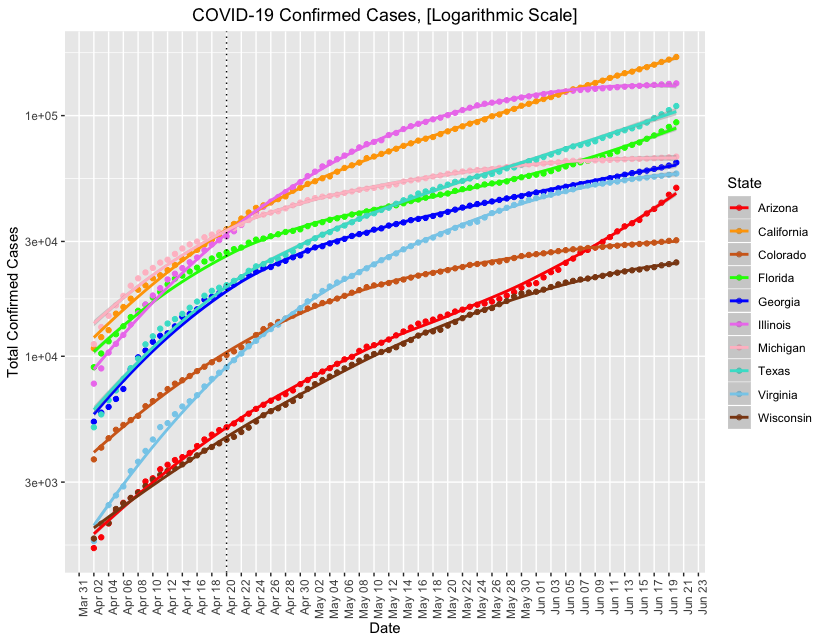 COVID-19 Confirmed Cases, [Logarithmic Scale]
Total Confirmed Cases
1e+05
3e+04
1e+04
3e+03
Mar 31
Apr 02
Apr 04
Apr 06
Apr 08
Apr 10
Apr 12
Apr 14
Apr 16
Apr 18
Apr 20
Apr 22
Apr 24
Apr 26
Apr 28
Apr 30
May 02
May 04
May 06
May 08
May 10
May 12
May 14
May 16
May 18
May 20
May 22
May 24
May 26
May 28
May 30
Jun 01
Jun 03
Jun 05
Jun 07
Jun 09
Jun 11
Jun 13
Jun 15
Jun 17
Jun 19
Jun 21
Jun 23
Date
State
Arizona
California
Colorado
Florida
Georgia
Illinois
Michigan
Texas
Virginia
Wisconsin